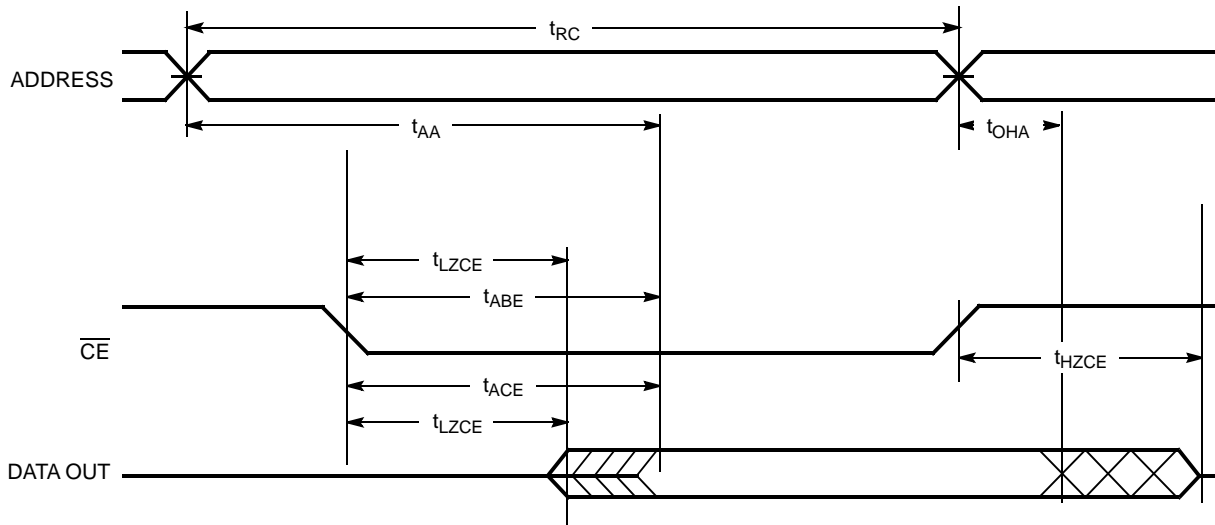 tRC
ADDRESS
tAA
tOHA
tLZCE
tABE
CE
tHZCE
tACE
tLZCE
DATA OUT